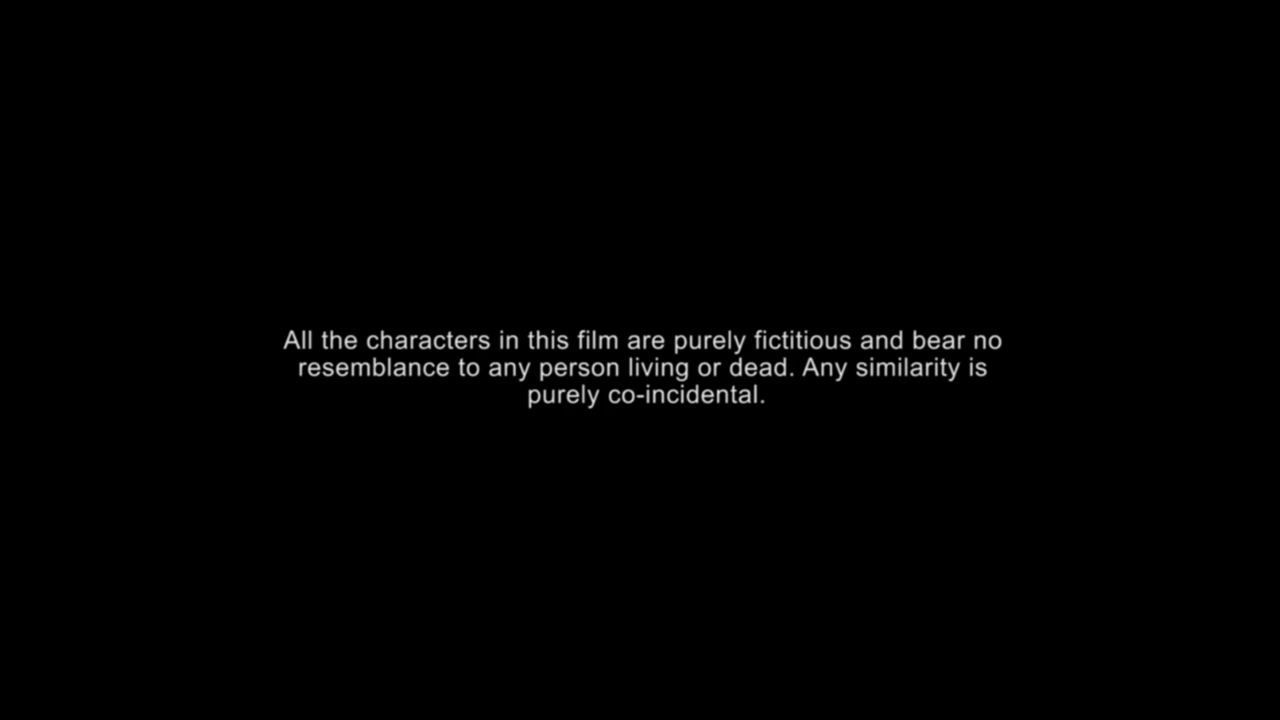 All the characters in this film are purely fictitious and bear no
resemblance to any person living or dead. Any similarity is
purely co-incidental.